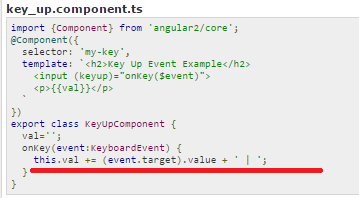 key_up.component.ts
import {Component} from 'angular2/core';
@Component({
  selector: 'my-key',
  template: `<h2>Key Up Event Example</h2>
    <input (keyup)="onKey($event)">
    <p>{{val}}</p>
  `
})
export class KeyUpComponent {
  val='';
  onKey(event:KeyboardEvent) {
    this.val += (event.target).value + ' | ';
  }
}